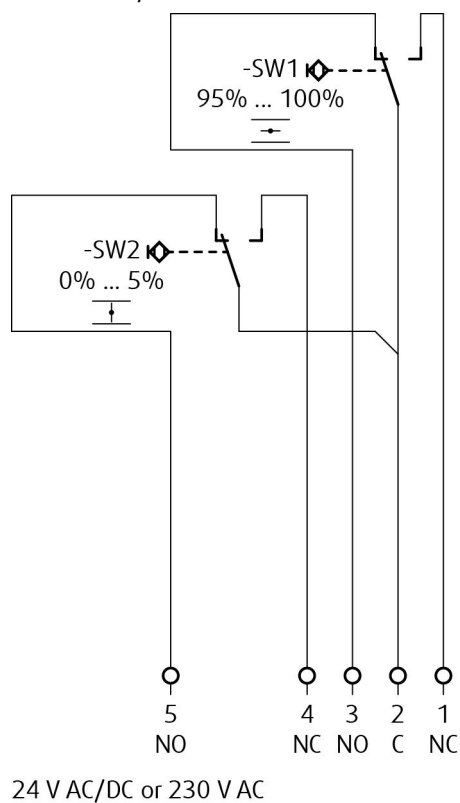 -SW1
95% ... 100%
-SW2
0% ... 5%
5 4 3 2 1
NO NC NO C NC
24 V AC/DC or 230 V AC